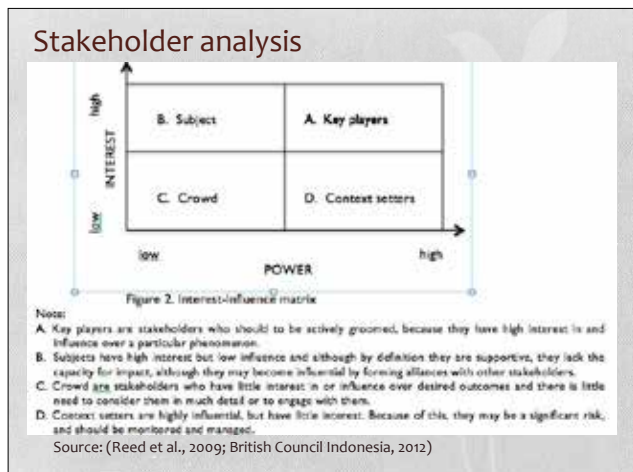 Stakeholder analysis
high
B. Subject
A. Key players
INTEREST
C. Crowd
D. Context setters
low
low
high
POWER
Figure 2. Interest-influence matrix
Note:
A. Key players are stakeholders who should to be actively groomed, because they have high interest in and
influence over a particular phenomenon.
B. Subjects have high interest but low influence and although by definition they are supportive, they lack the
capacity for impact, although they may become influential by forming alliances with other stakeholders.
C. Crowd are stakeholders who have little interest in or influence over desired outcomes and there is little
need to consider them in much detail or to engage with them.
D. Context setters are highly influential, but have little interest. Because of this, they may be a significant risk,
and should be monitored and managed.
Source: (Reed et al., 2009; British Council Indonesia, 2012)